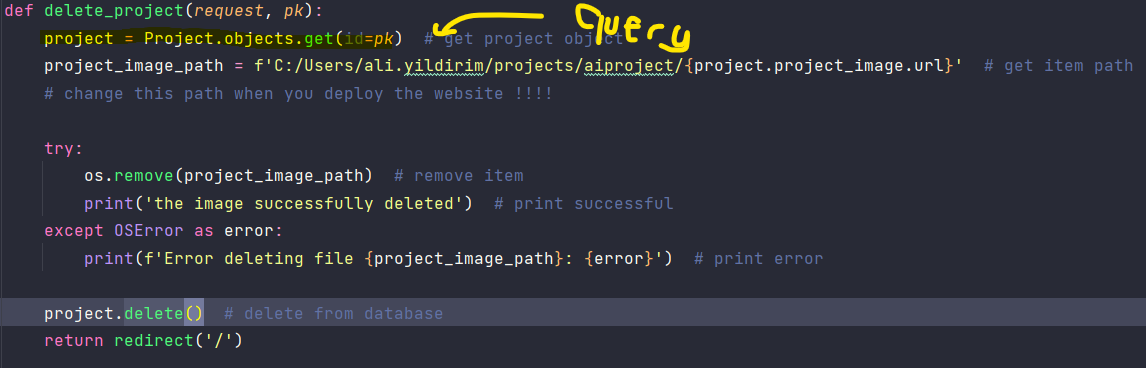 def delete_project(request, pk):
project = Project.objects.get(id=pk)  # get project object
Query
project_image_path = f'C:/Users/ali.yildirim/projects/aiproject/{project.project_image.url}'  # get item path
# change this path when you deploy the website !!!!
try:
os.remove(project_image_path)  # remove item
print('the image successfully deleted')  # print successful
except OSError as error:
print(f'Error deleting file {project_image_path}: {error}')  # print error
project.delete()  # delete from database
return redirect('/')